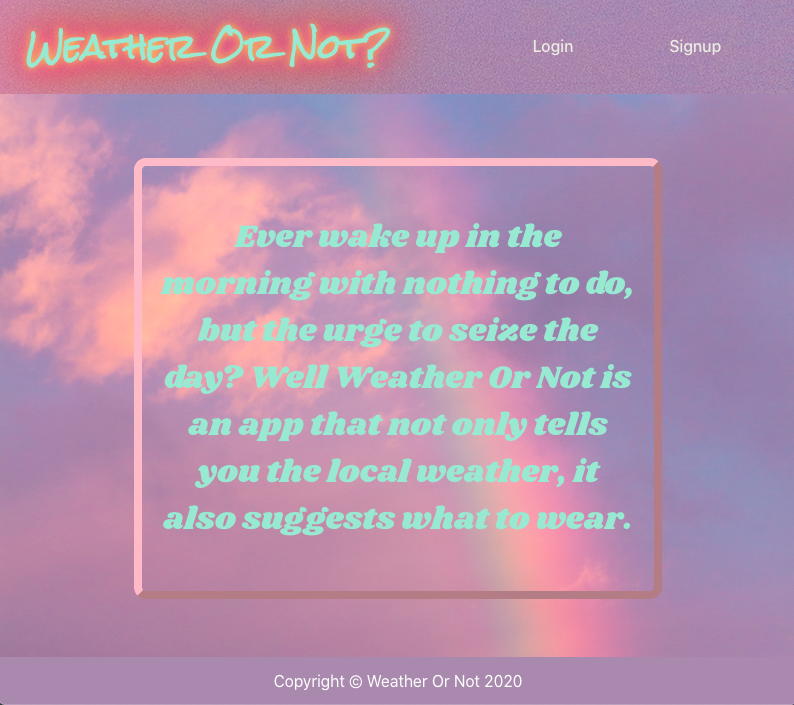 Weather Or Not?
Login
Signup
Ever wake up in the
morning with nothing to do,
but the urge to seize the
day? Well Weather Or Not is
an app that not only tells
you the local weather, it
also suggests what to wear.
Copyright © Weather Or Not 2020